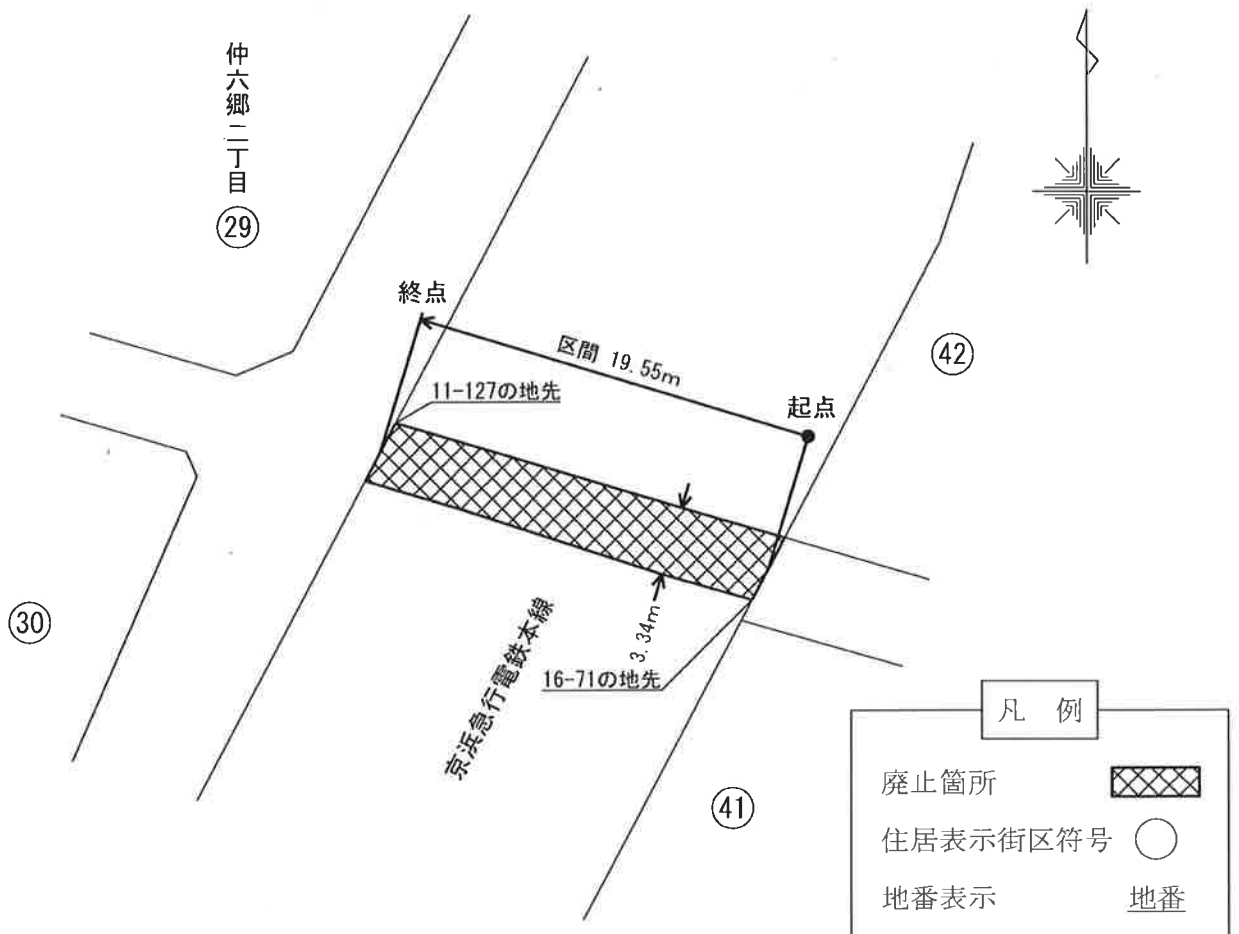 仲六郷二丁目
29
終点
区間 19.55m
42
11-127の地先
起点
30
京浜急行電鉄本線
3.34m
16-71の地先
41
凡 例
廃止箇所
住居表示街区符号
地番表示 地番